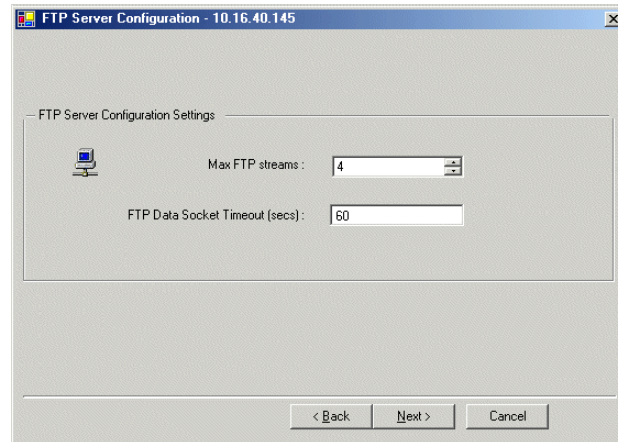 FTP Server Configuration - 10.16.40.145
FTP Server Configuration Settings
Max FTP streams : 4
FTP Data Socket Timeout (secs) : 60
< Back Next > Cancel